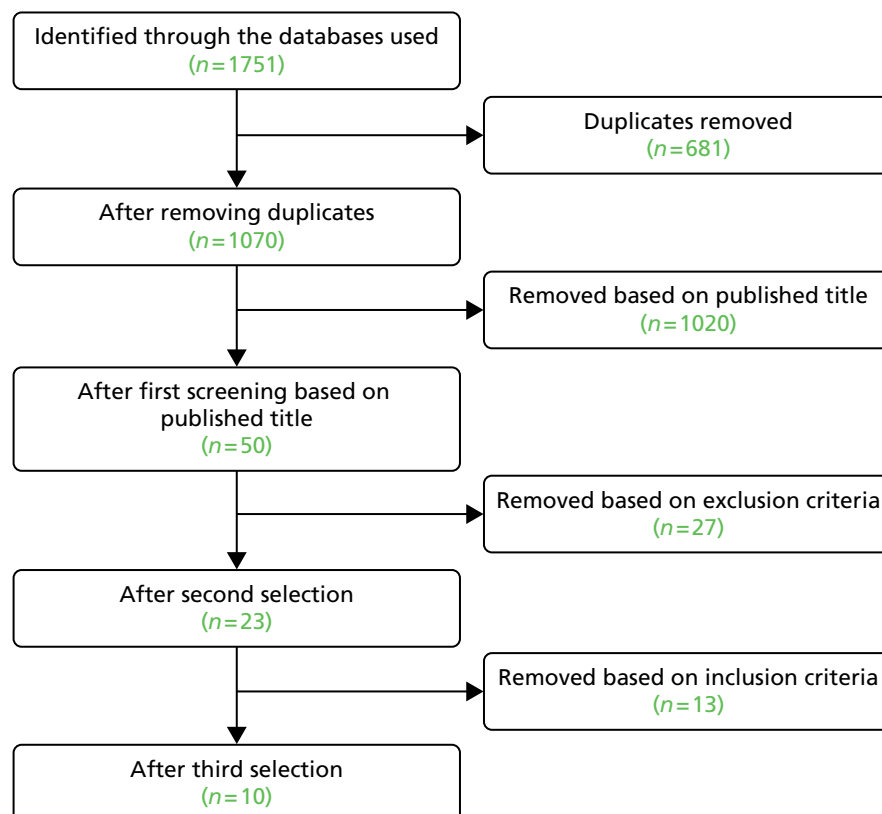 Identified through the databases used
(n=1751)
Duplicates removed
(n=681)
After removing duplicates
(n=1070)
Removed based on published title
(n=1020)
After first screening based on
published title
(n=50)
Removed based on exclusion criteria
(n=27)
After second selection
(n=23)
Removed based on inclusion criteria
(n=13)
After third selection
(n=10)